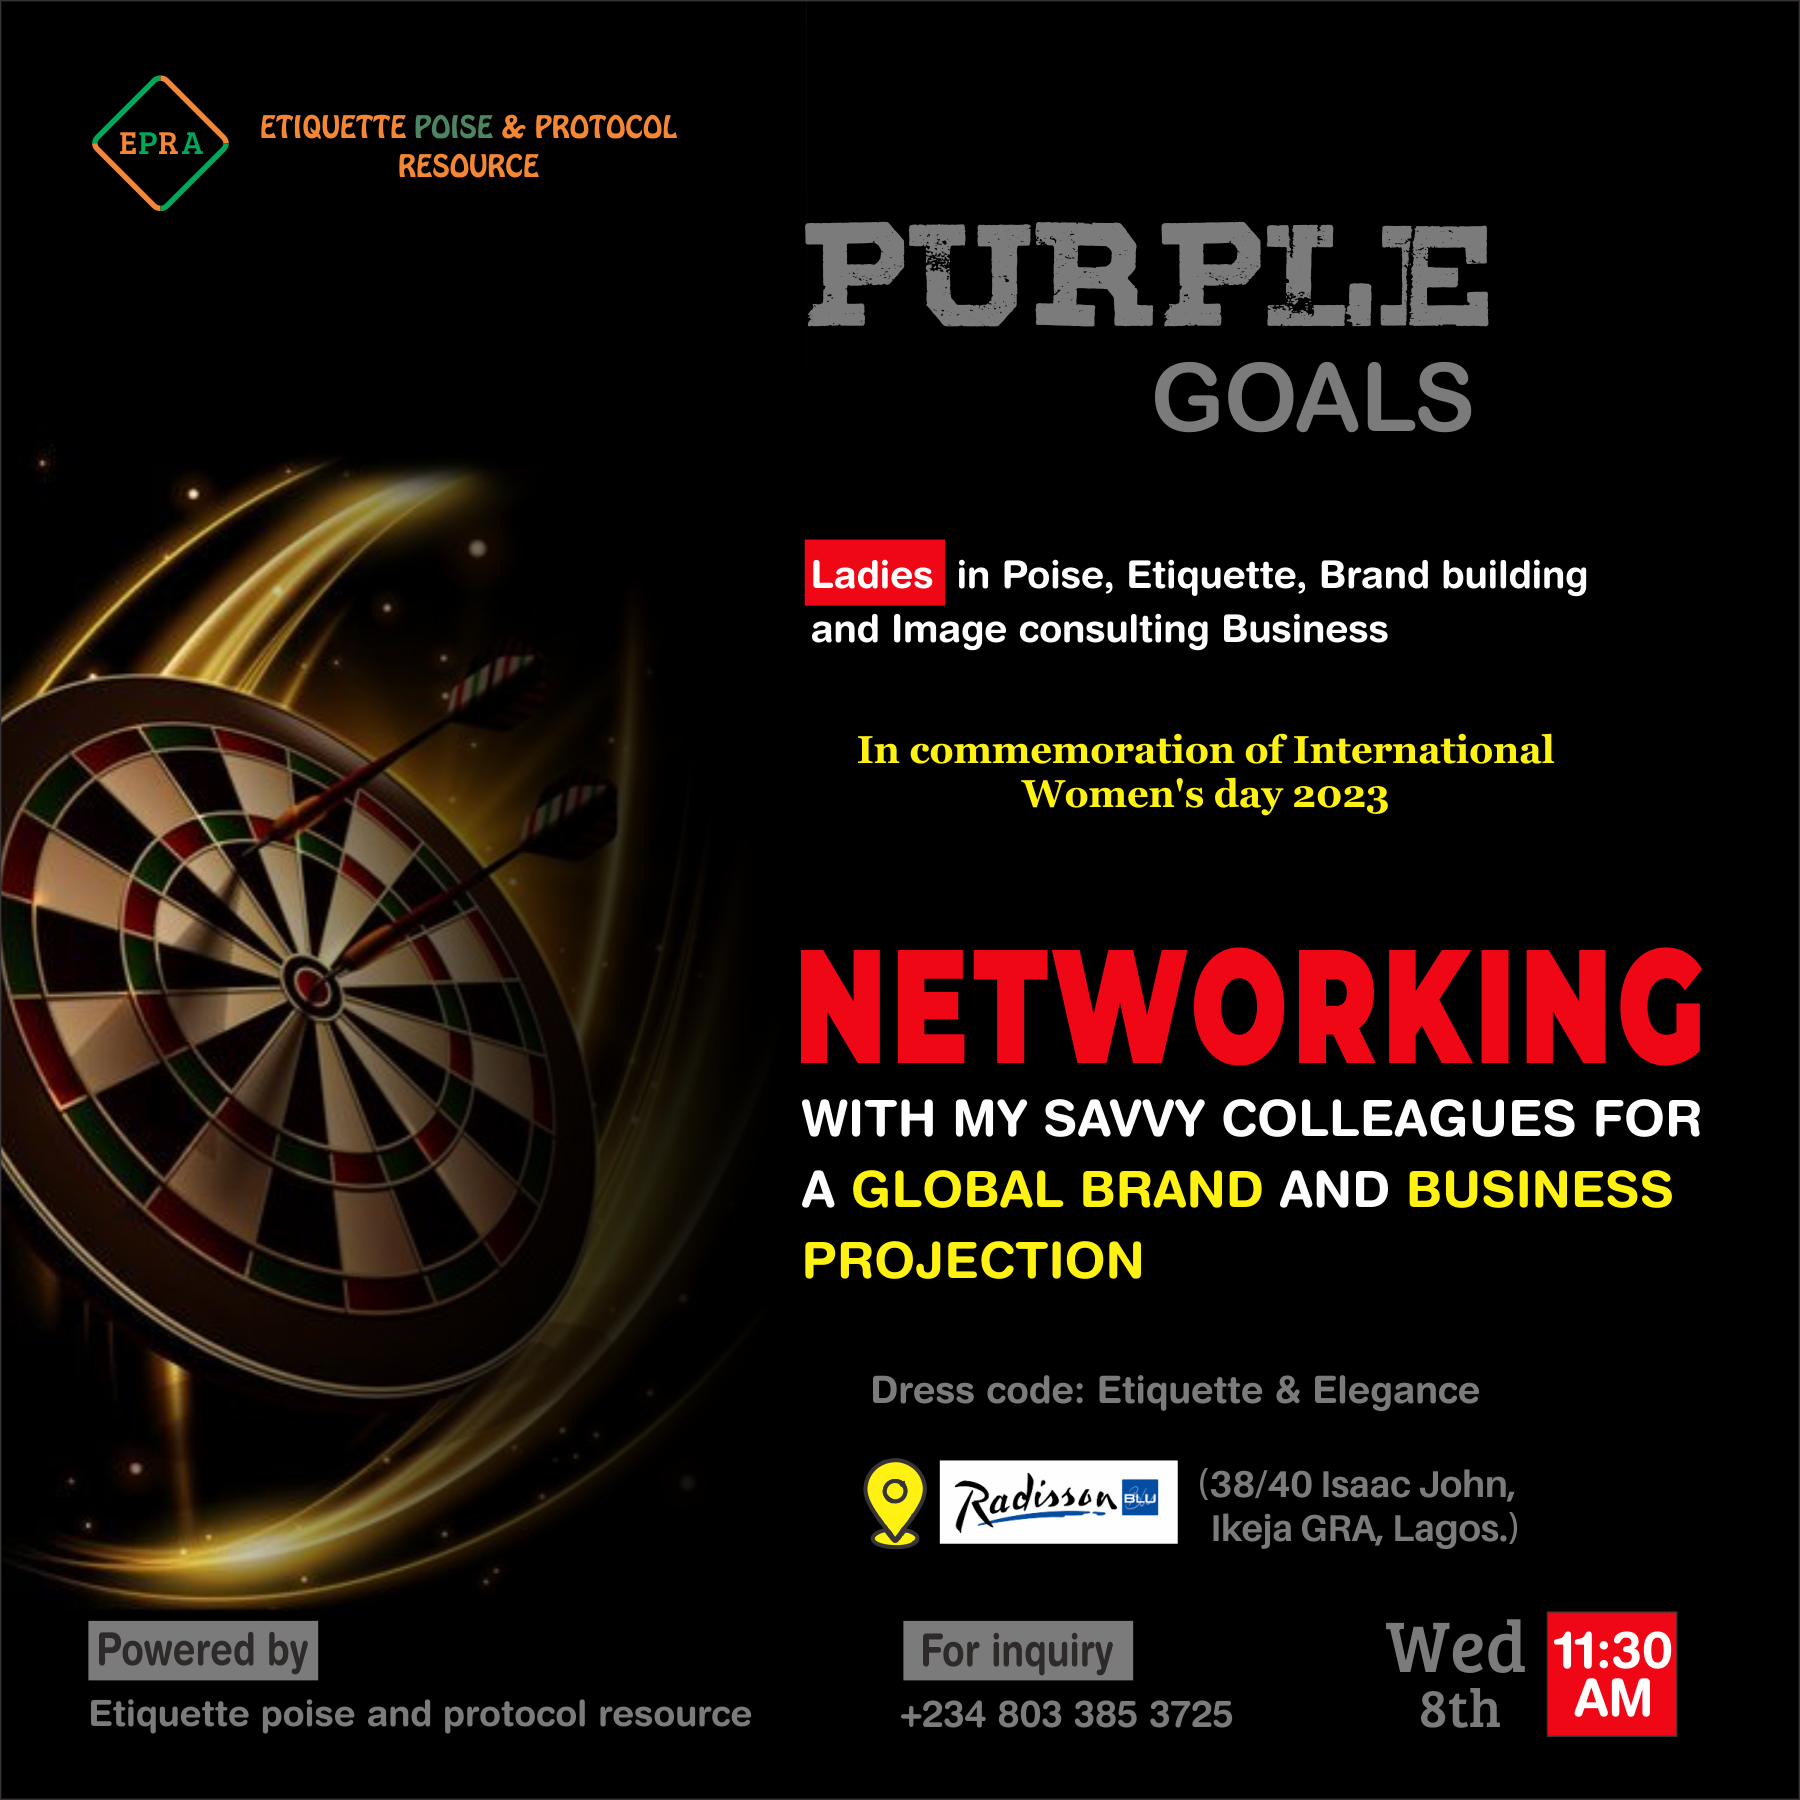 EPRA
ETIQUETTE POISE & PROTOCOL
RESOURCE
PURPLE
GOALS
Ladies in Poise, Etiquette, Brand building
and Image consulting Business
In commemoration of International
Women's day 2023
NETWORKING
WITH MY SAVVY COLLEAGUES FOR
A GLOBAL BRAND AND BUSINESS
PROJECTION
Dress code: Etiquette & Elegance
Radisson BLU
(38/40 Isaac John,
Ikeja GRA, Lagos.)
Powered by
Etiquette poise and protocol resource
For inquiry
+234 803 385 3725
Wed
8th
11:30
AM